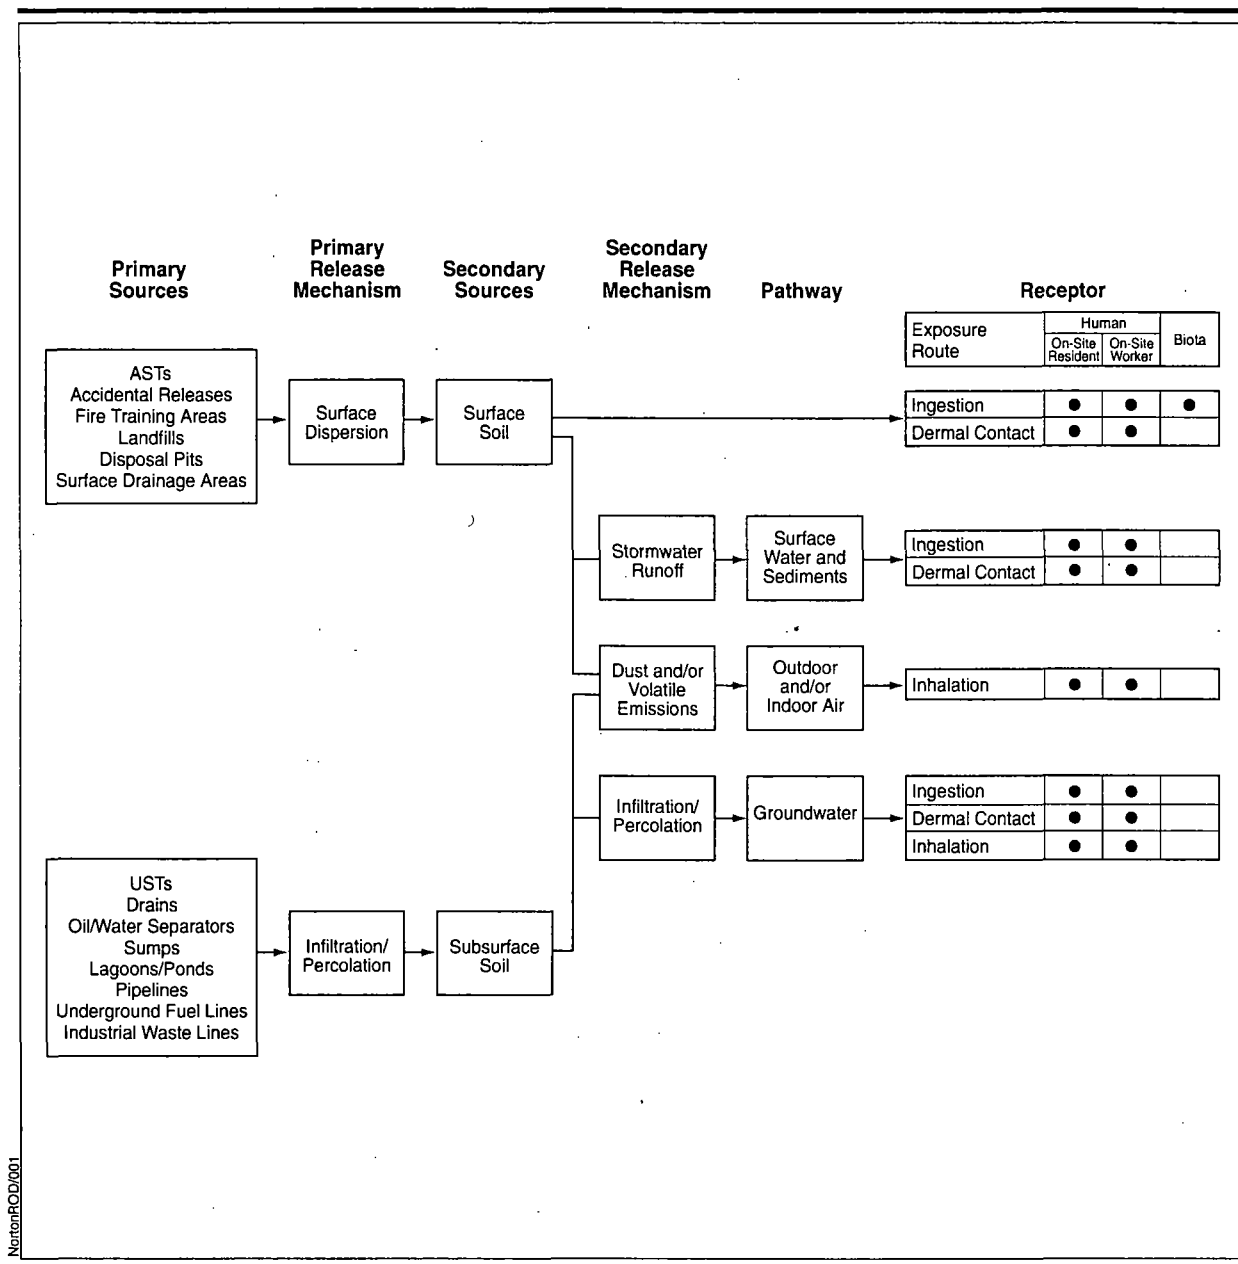 Primary
Sources
Primary
Release
Mechanism
Secondary
Sources
Secondary
Release
Mechanism
Pathway
Receptor
Exposure
Route
Human
On-Site
Resident
On-Site
Worker
Biota
ASTs
Accidental Releases
Fire Training Areas
Landfills
Disposal Pits
Surface Drainage Areas
Surface
Dispersion
Surface
Soil
Ingestion
Dermal Contact
Stormwater
Runoff
Surface
Water and
Sediments
Ingestion
Dermal Contact
Dust and/or
Volatile
Emissions
Outdoor
and/or
Indoor Air
Inhalation
Infiltration/
Percolation
Groundwater
Ingestion
Dermal Contact
Inhalation
USTs
Drains
Oil/Water Separators
Sumps
Lagoons/Ponds
Pipelines
Underground Fuel Lines
Industrial Waste Lines
Infiltration/
Percolation
Subsurface
Soil
NortonROD/001